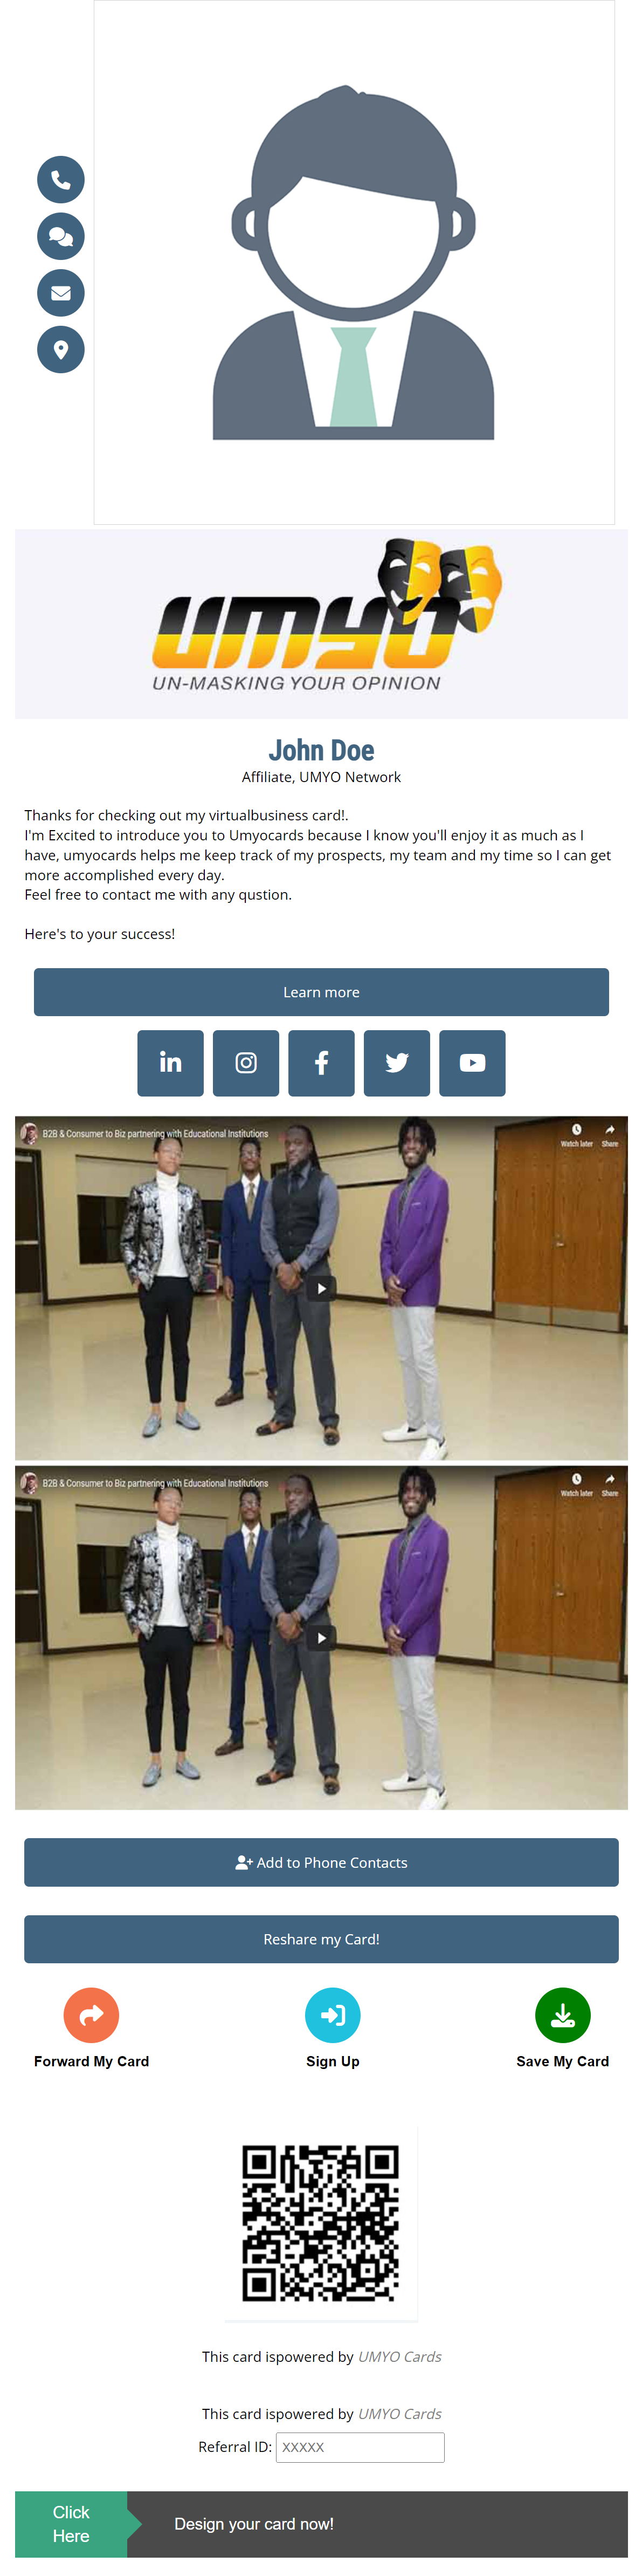 UMYO
UN-MASKING YOUR OPINION
John Doe
Affiliate, UMYO Network
Thanks for checking out my virtualbusiness card!.
I'm Excited to introduce you to Umyocards because I know you'll enjoy it as much as I
have, umyocards helps me keep track of my prospects, my team and my time so I can get
more accomplished every day.
Feel free to contact me with any qustion.
Here's to your success!
Learn more
B2B & Consumer to Biz partnering with Educational Institutions
Watch later
Share
B2B & Consumer to Biz partnering with Educational Institutions
Watch later
Share
Add to Phone Contacts
Reshare my Card!
Forward My Card
Sign Up
Save My Card
This card ispowered by UMYO Cards
This card ispowered by UMYO Cards
Referral ID: XXXXX
Click
Here
Design your card now!